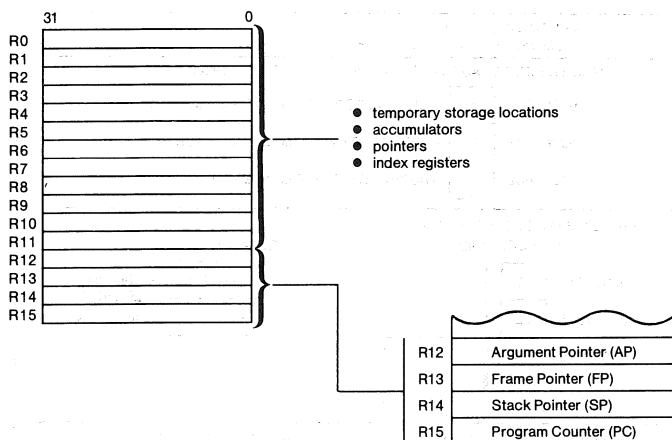 31 0
R0
R1
R2
R3
R4
R5
R6
R7
R8
R9
R10
R11
R12
R13
R14
R15
● temporary storage locations
● accumulators
● pointers
● index registers
R12 Argument Pointer (AP)
R13 Frame Pointer (FP)
R14 Stack Pointer (SP)
R15 Program Counter (PC)